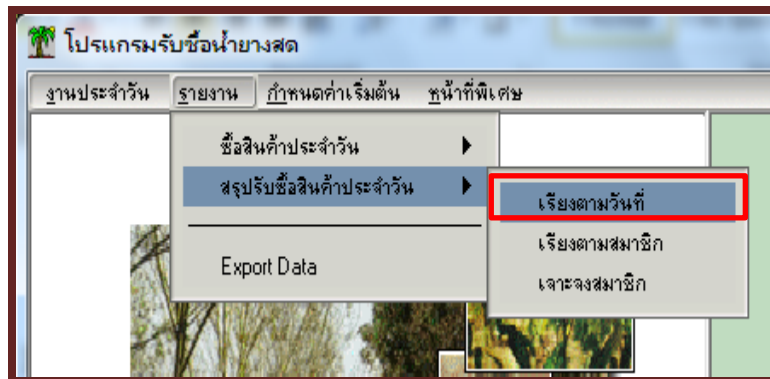 โปรแกรมรับซื้อน้ำยางสด
งานประจำวัน รายงาน กำหนดค่าเริ่มต้น หน้าที่พิเศษ
ซื้อสินค้าประจำวัน
สรุปรับซื้อสินค้าประจำวัน
เรียงตามวันที่
เรียงตามสมาชิก
เจาะจงสมาชิก
Export Data